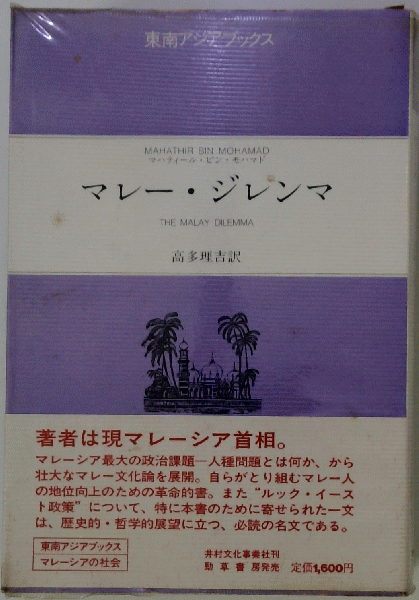 東南アジアブックス
MAHATHIR BIN MOHAMAD
マハティール・ビン・モハマド
マレー・ジレンマ
THE MALAY DILEMMA
高多理吉訳
著者は現マレーシア首相。
マレーシア最大の政治課題―人種問題とは何か、から
壮大なマレー文化論を展開。自らがとり組むマレー人
の地位向上のための革命的書。また“ルック・イース
ト政策”について、特に本書のために寄せられた一文
は、歴史的・哲学的展望に立つ、必読の名文である。
東南アジアブックス
マレーシアの社会
井村文化事業社刊
勁草書房発売 定価1,600円